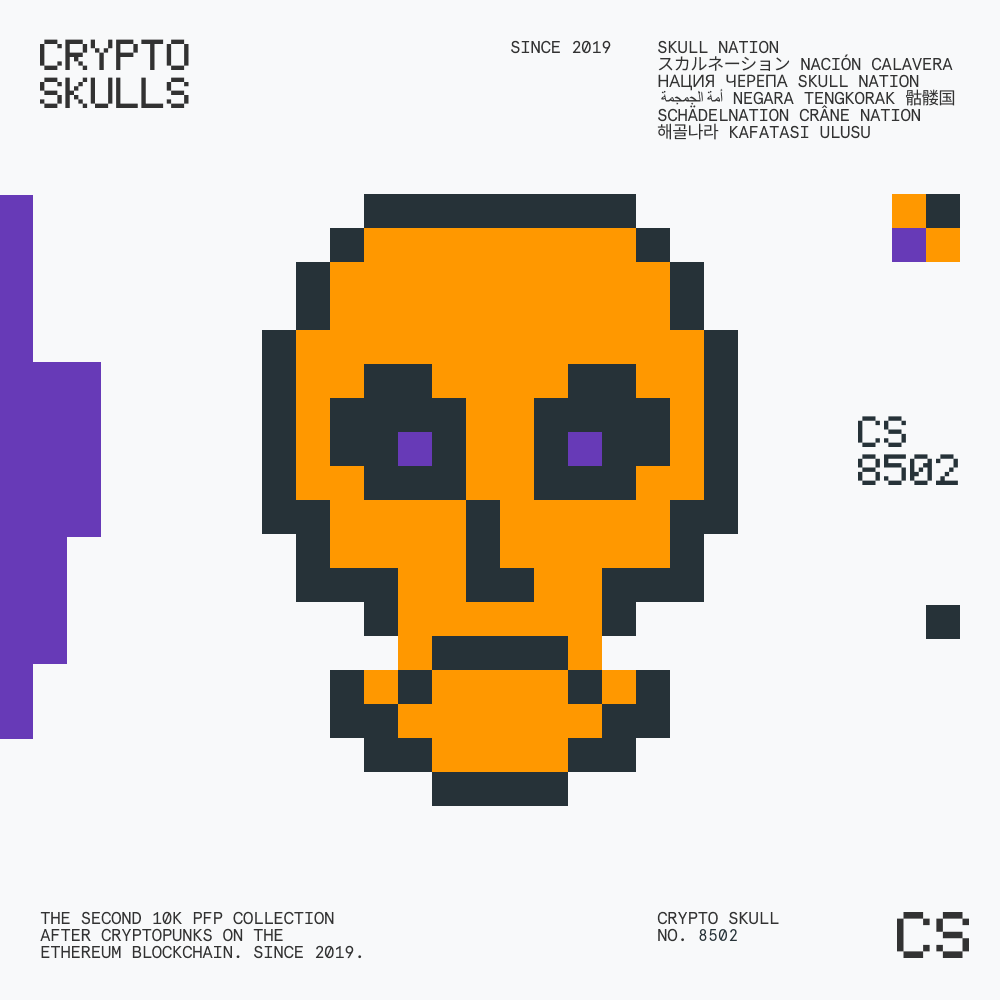 CRYPTO
SKULLS
SINCE 2019
SKULL NATION
スカルネーション NACIÓN CALAVERA
НАЦИЯ ЧЕРЕПА SKULL NATION
أمة الجمجمة NEGARA TENGKORAK 骷髅国
SCHÄDELNATION CRÂNE NATION
해골나라 KAFATASI ULUSU
CS
8502
THE SECOND 10K PFP COLLECTION
AFTER CRYPTOPUNKS ON THE
ETHEREUM BLOCKCHAIN. SINCE 2019.
CRYPTO SKULL
NO. 8502
CS